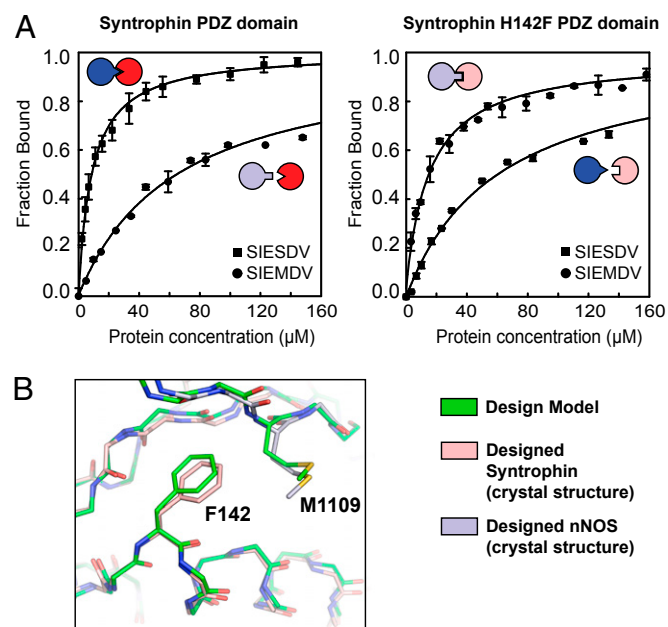 A
Syntrophin PDZ domain
Syntrophin H142F PDZ domain
Fraction Bound
1.0
0.8
0.6
0.4
0.2
0.0
0
40
80
120
160
SIESDV
SIEMDV
Protein concentration (µM)
Fraction Bound
1.0
0.8
0.6
0.4
0.2
0.0
0
40
80
120
160
SIESDV
SIEMDV
Protein concentration (µM)
B
F142
M1109
Design Model
Designed
Syntrophin
(crystal structure)
Designed nNOS
(crystal structure)